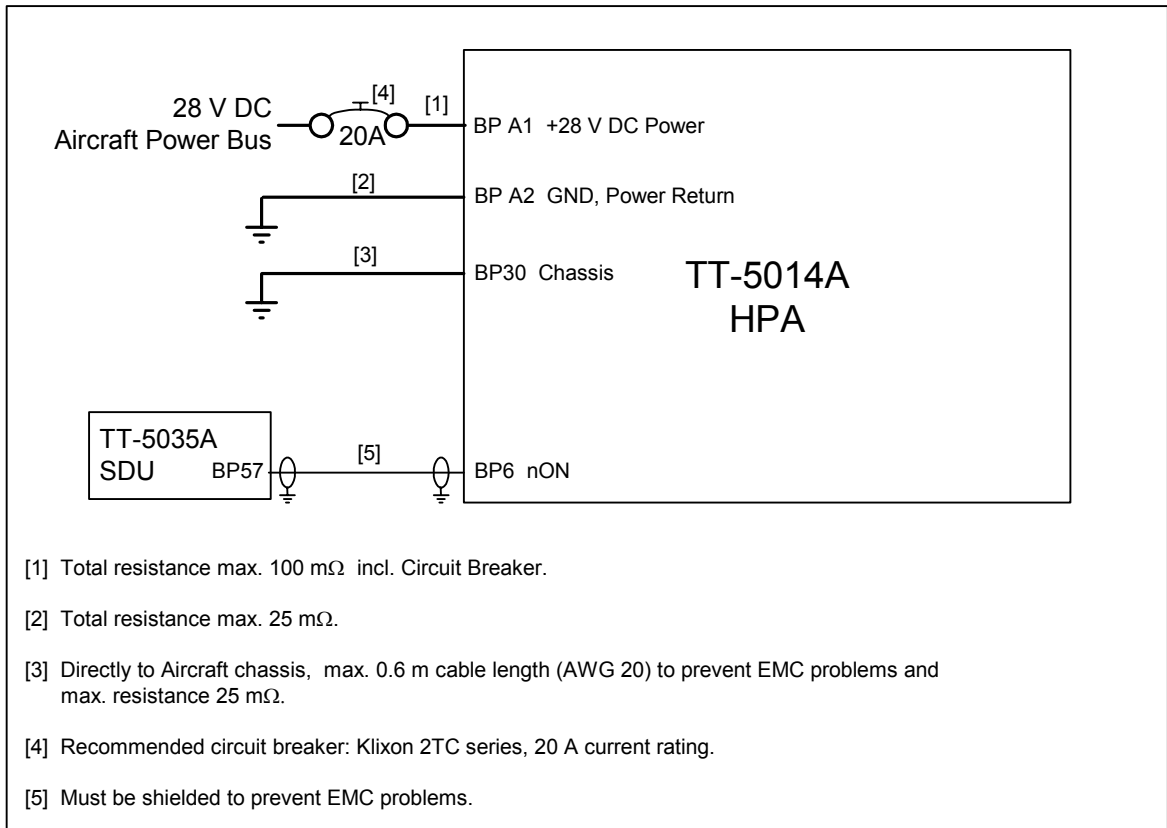 28 V DC
Aircraft Power Bus
20A
[4]
[1]
BP A1 +28 V DC Power
[2]
BP A2 GND, Power Return
[3]
BP30 Chassis
TT-5014A
HPA
TT-5035A
SDU
BP57
[5]
BP6 nON
[1] Total resistance max. 100 mΩ incl. Circuit Breaker.
[2] Total resistance max. 25 mΩ.
[3] Directly to Aircraft chassis, max. 0.6 m cable length (AWG 20) to prevent EMC problems and
max. resistance 25 mΩ.
[4] Recommended circuit breaker: Klixon 2TC series, 20 A current rating.
[5] Must be shielded to prevent EMC problems.